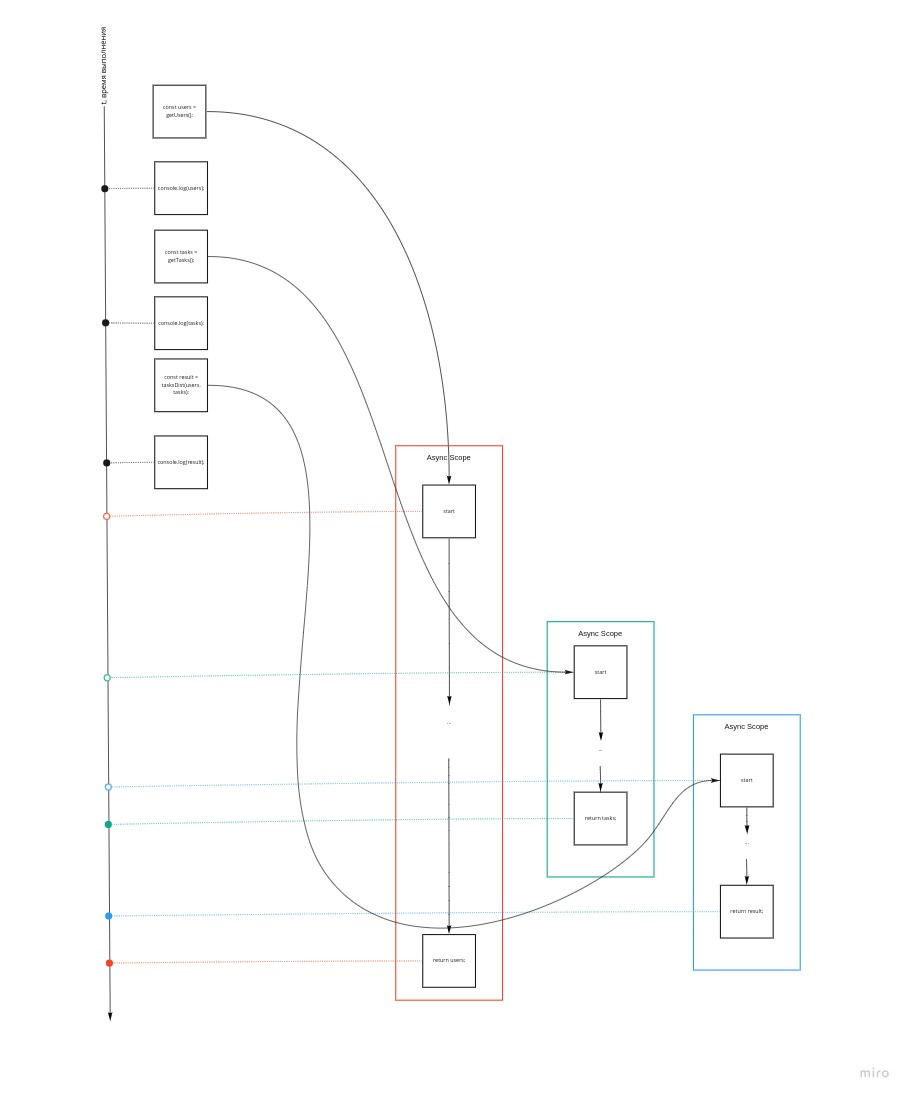 t, время выполнения
const users =
getUsers();
console.log(users);
const tasks =
getTasks();
console.log(tasks);
const result =
tasksDist(users,
tasks);
console.log(result);
Async Scope
start
...
return users;
Async Scope
start
...
return tasks;
Async Scope
start
...
return result;
miro